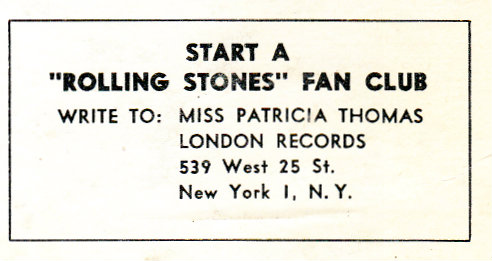 START A
"ROLLING STONES" FAN CLUB
WRITE TO: MISS PATRICIA THOMAS
LONDON RECORDS
539 West 25 St.
New York 1, N.Y.